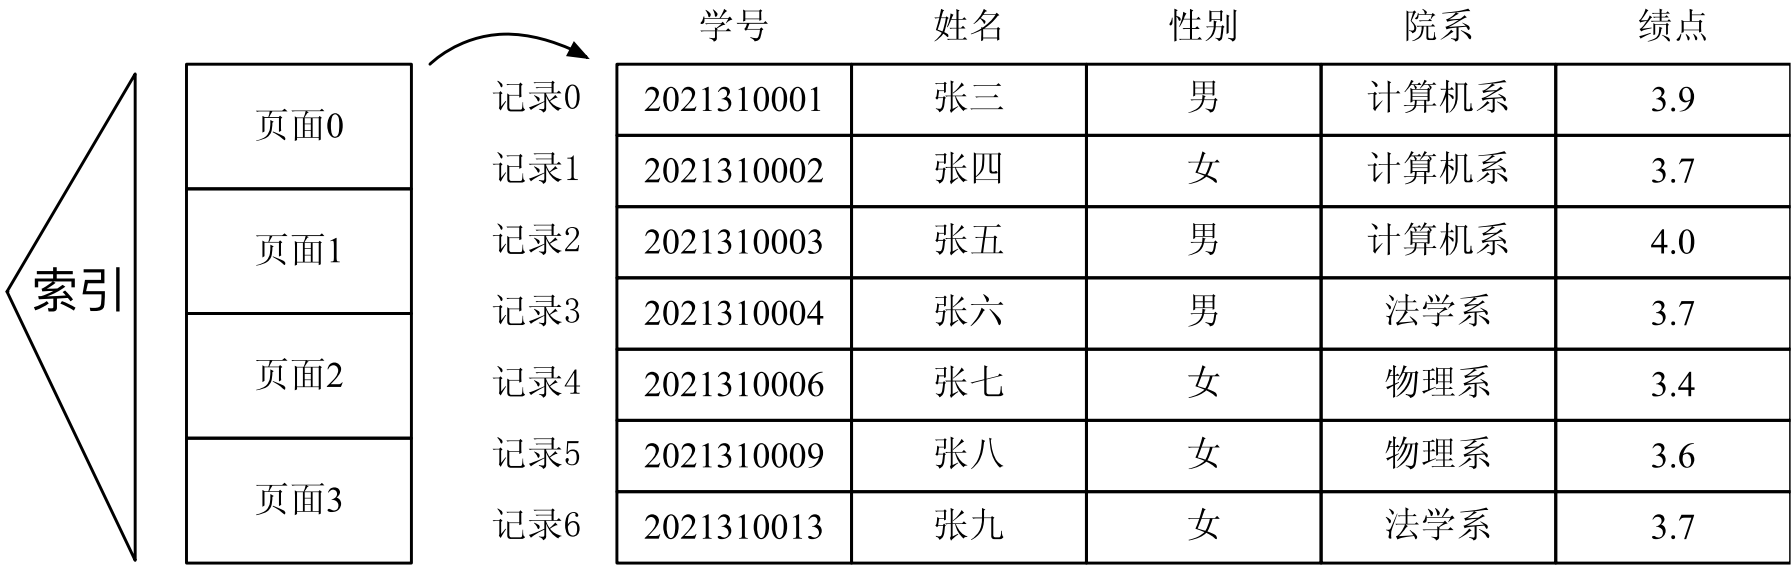 学号 姓名 性别 院系 绩点
索引
页面0
页面1
页面2
页面3
记录0 2021310001 张三 男 计算机系 3.9
记录1 2021310002 张四 女 计算机系 3.7
记录2 2021310003 张五 男 计算机系 4.0
记录3 2021310004 张六 男 法学系 3.7
记录4 2021310006 张七 女 物理系 3.4
记录5 2021310009 张八 女 物理系 3.6
记录6 2021310013 张九 女 法学系 3.7